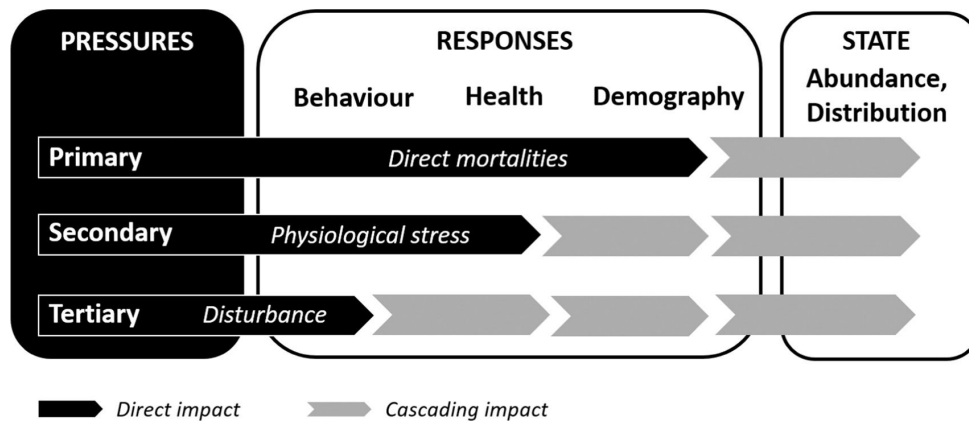 PRESSURES
RESPONSES
STATE
Behaviour
Health
Demography
Abundance,
Distribution
Primary
Direct mortalities
Secondary
Physiological stress
Tertiary
Disturbance
Direct impact
Cascading impact